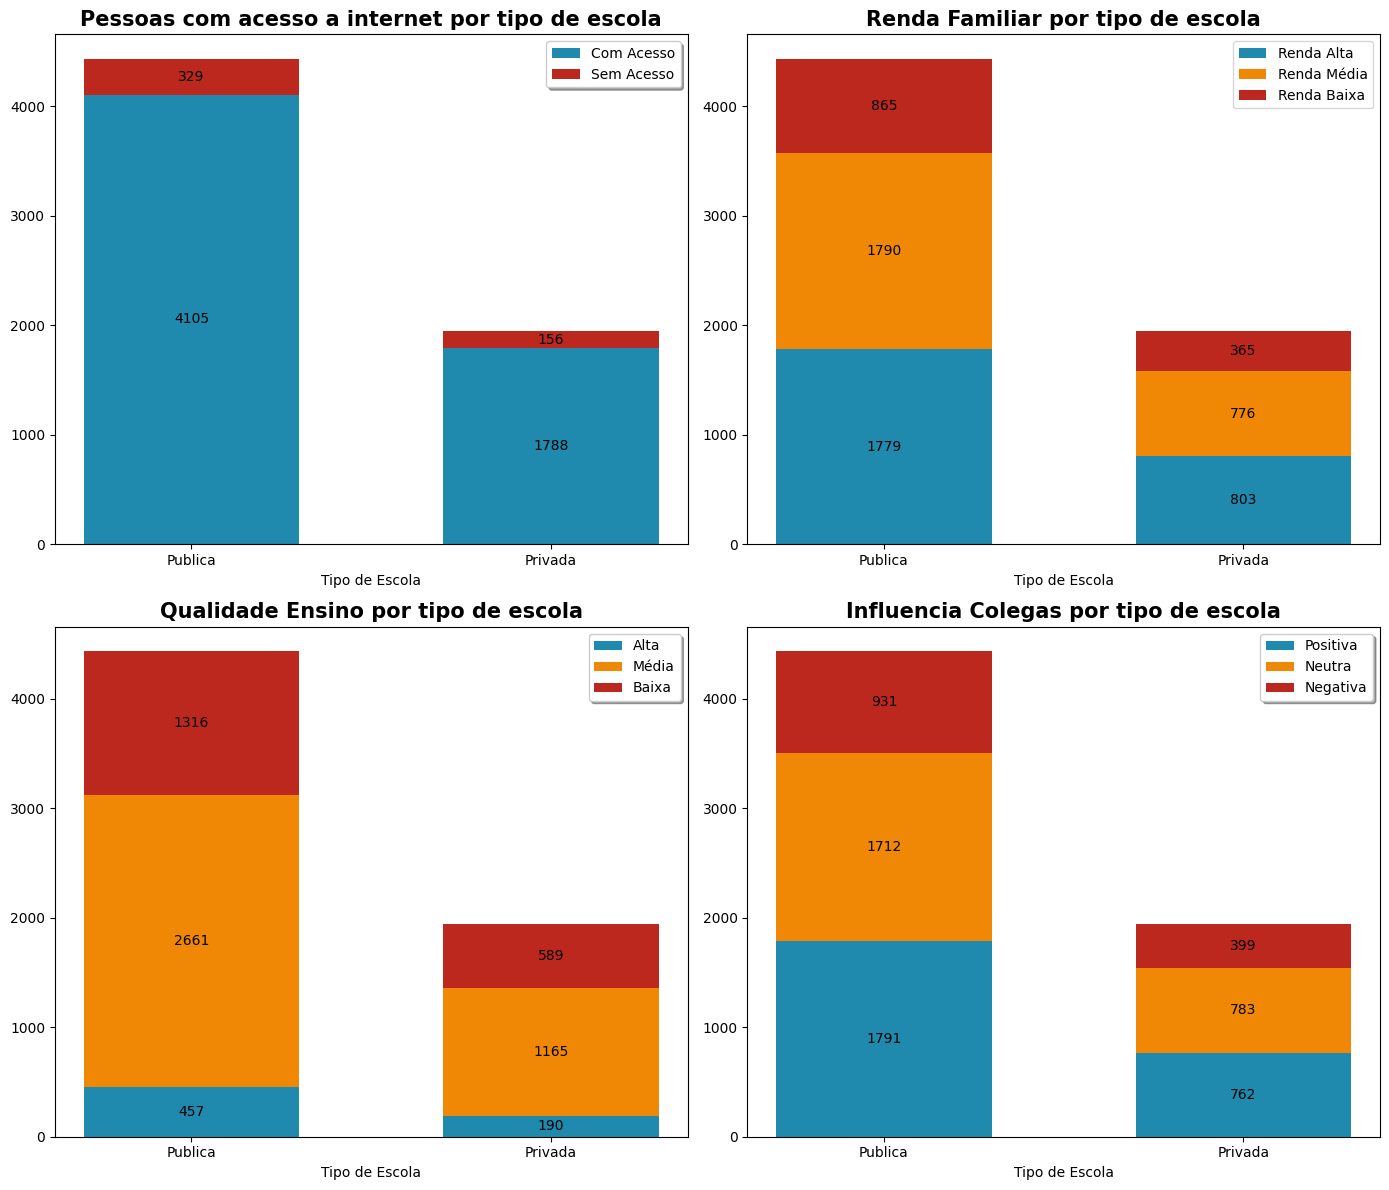 Pessoas com acesso a internet por tipo de escola
Com Acesso
Sem Acesso
4000
3000
2000
1000
0
329
4105
156
1788
Publica
Privada
Tipo de Escola
Renda Familiar por tipo de escola
Renda Alta
Renda Média
Renda Baixa
4000
3000
2000
1000
0
865
1790
1779
365
776
803
Publica
Privada
Tipo de Escola
Qualidade Ensino por tipo de escola
Alta
Média
Baixa
4000
3000
2000
1000
0
1316
2661
457
589
1165
190
Publica
Privada
Tipo de Escola
Influencia Colegas por tipo de escola
Positiva
Neutra
Negativa
4000
3000
2000
1000
0
931
1712
1791
399
783
762
Publica
Privada
Tipo de Escola